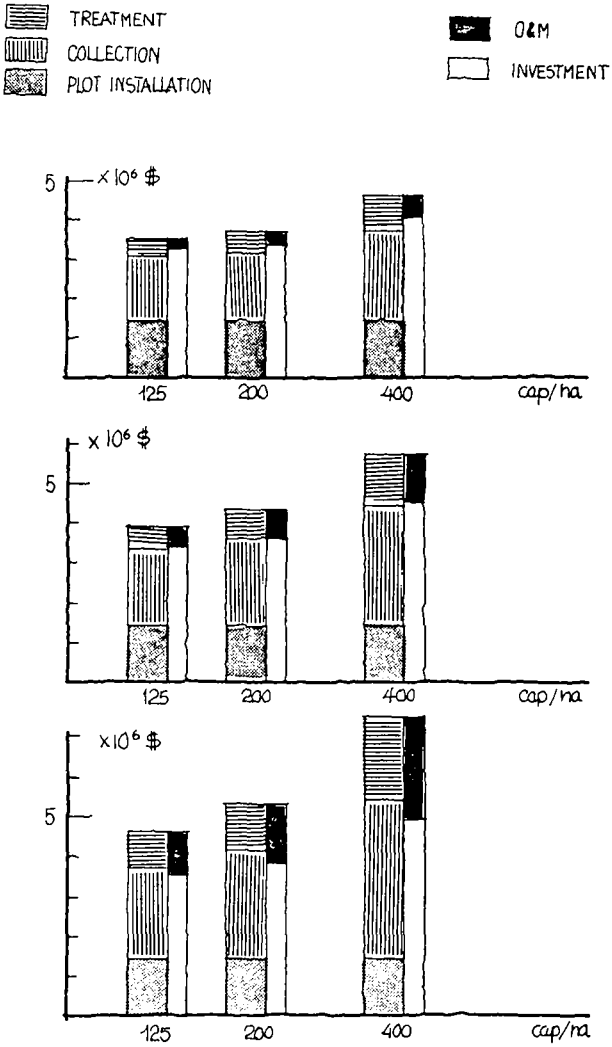 TREATMENT
COLLECTION
PLOT INSTALLATION
O&M
INVESTMENT
5 x10⁶ $
125 200 400 cap/ha
x10⁶ $
5
125 200 400 cap/ha
x10⁶ $
5
125 200 400 cap/ha